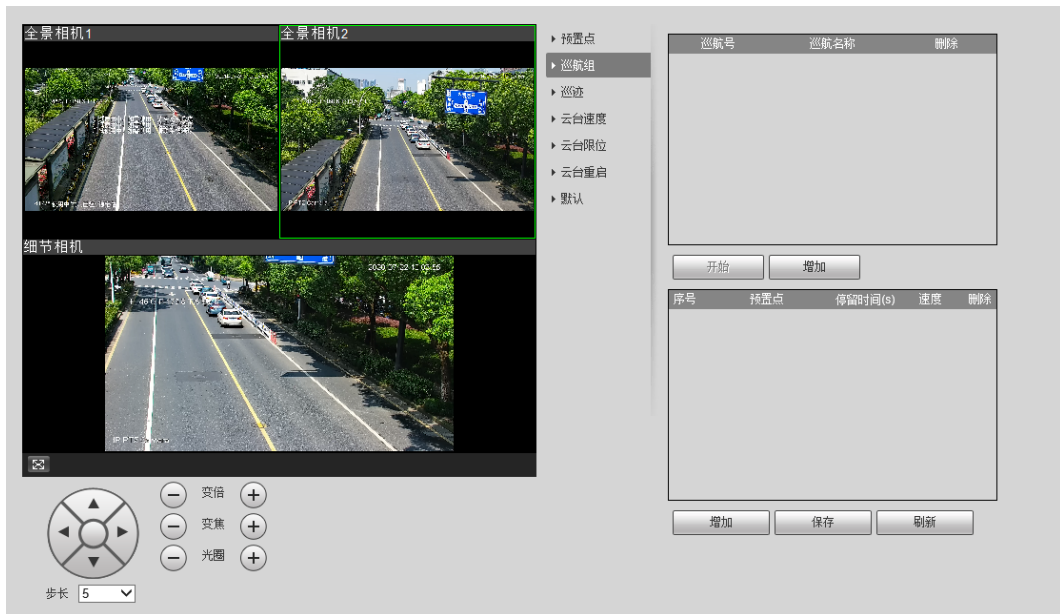 全景相机1
全景相机2
细节相机
IP PTZ Camera
变倍
变焦
光圈
步长 5
预置点
巡航组
巡迹
云台速度
云台限位
云台重启
默认
巡航号 巡航名称 删除
开始 增加
序号 预置点 停留时间(s) 速度 删除
增加 保存 刷新